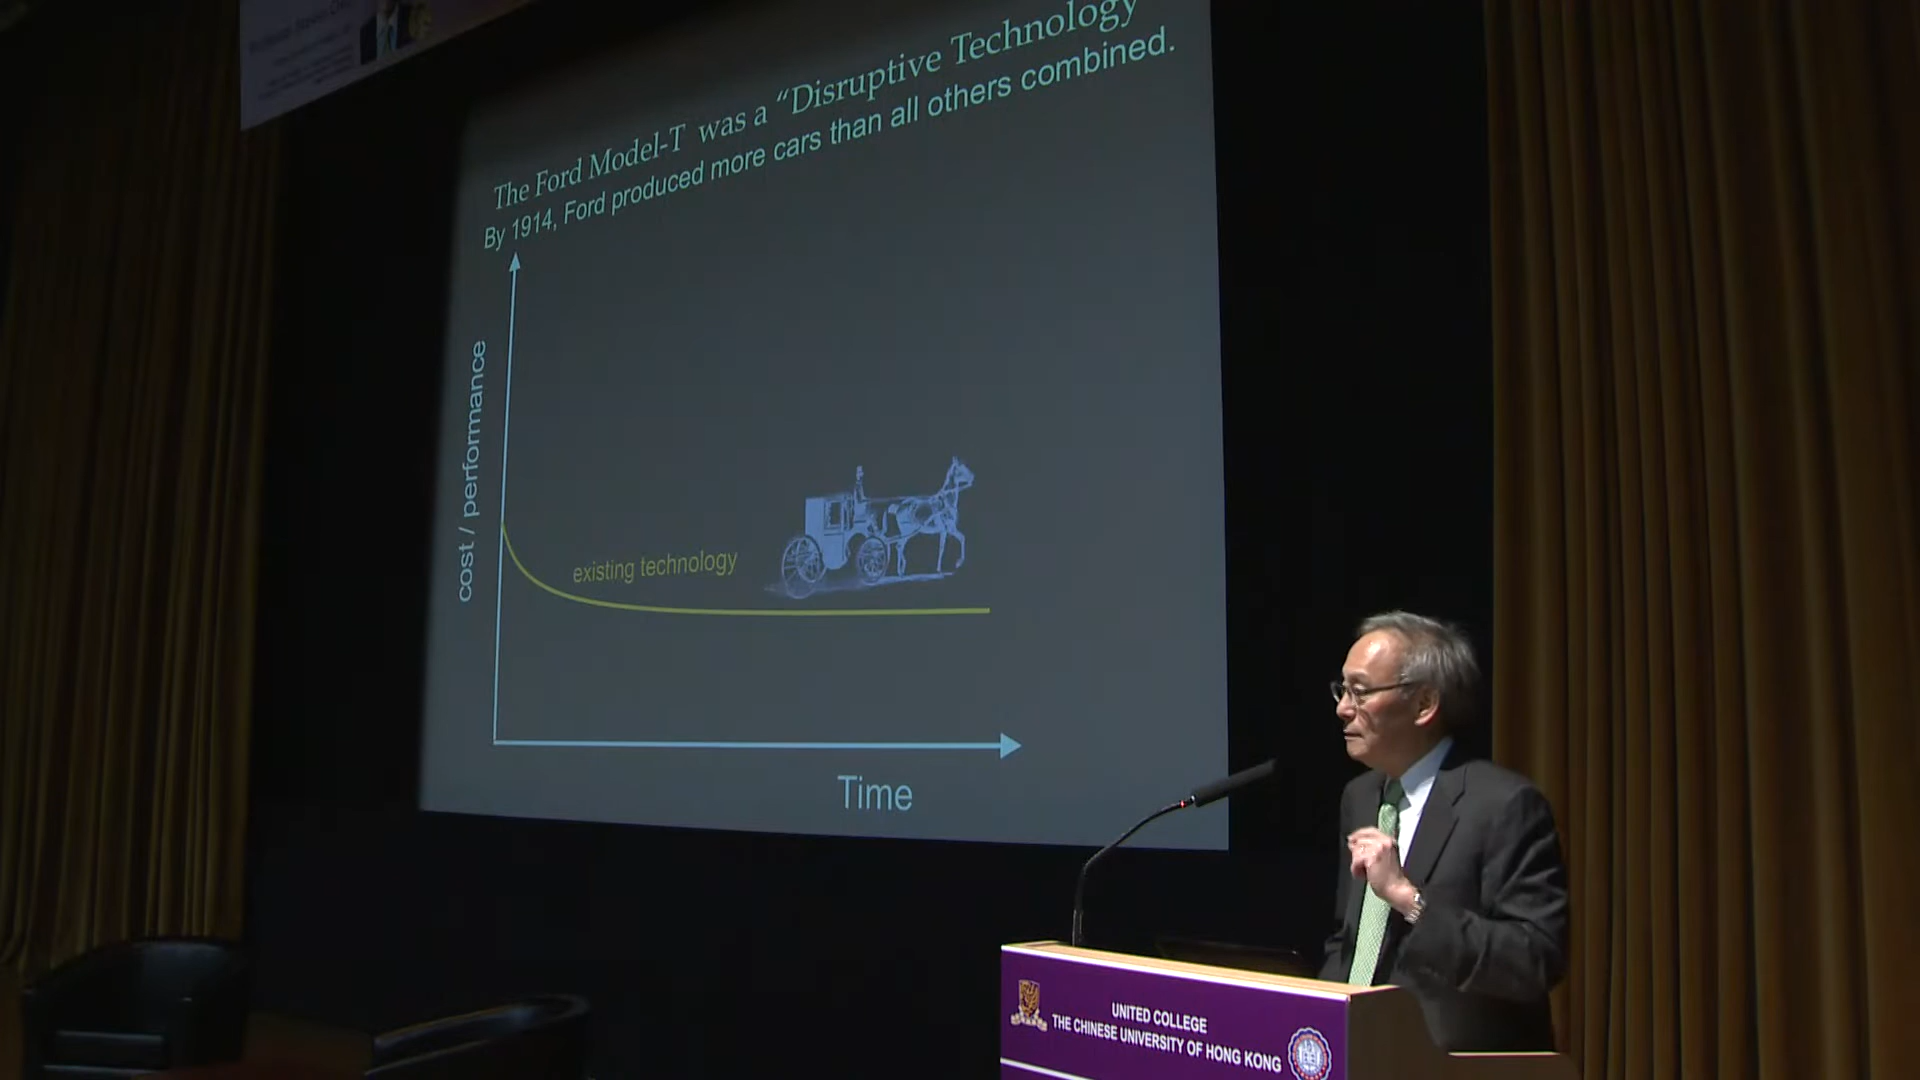 The Ford Model-T was a “Disruptive Technology
By 1914, Ford produced more cars than all others combined.
cost / performance
existing technology
Time
UNITED COLLEGE
THE CHINESE UNIVERSITY OF HONG KONG